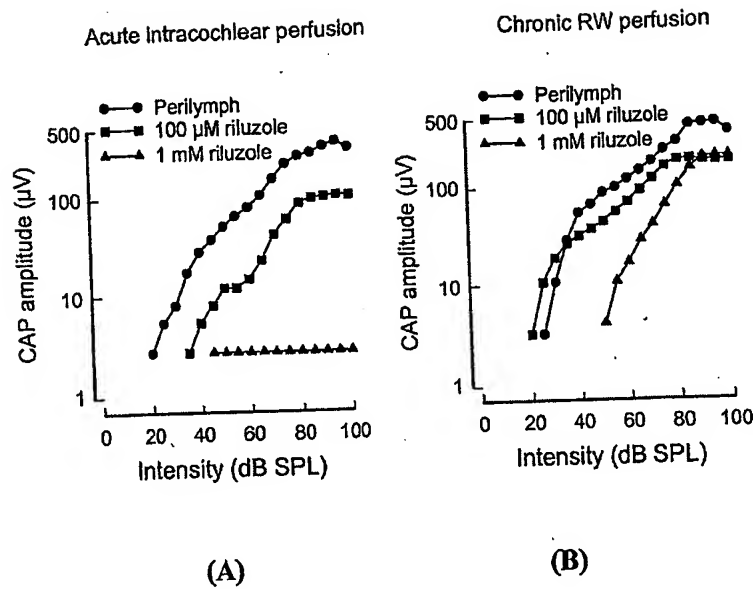 Acute intracochlear perfusion
Perilymph
100 µM riluzole
1 mM riluzole
CAP amplitude (µV)
500
100
10
1
0 20 40 60 80 100
Intensity (dB SPL)
(A)
Chronic RW perfusion
Perilymph
100 µM riluzole
1 mM riluzole
CAP amplitude (µV)
500
100
10
1
0 20 40 60 80 100
Intensity (dB SPL)
(B)